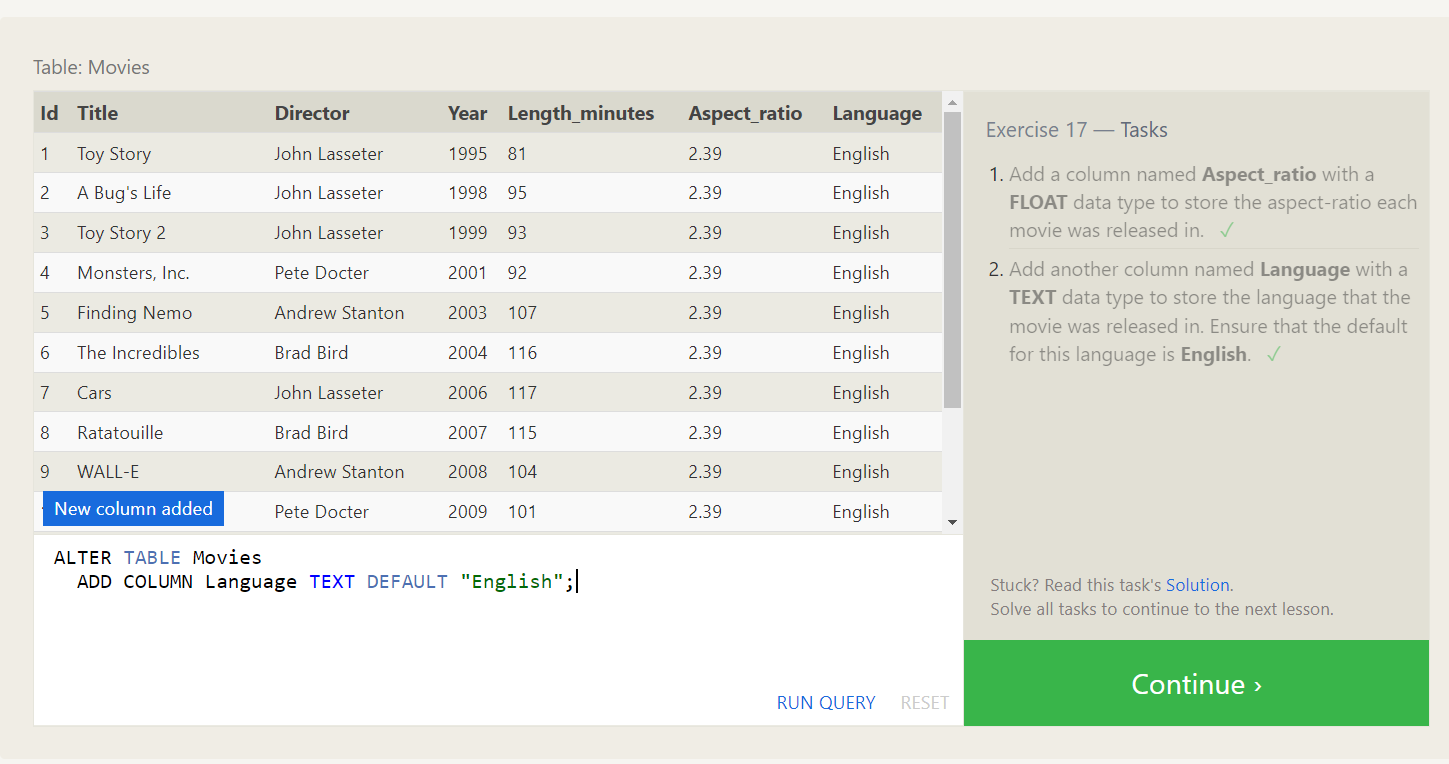 Table: Movies
Id Title Director Year Length_minutes Aspect_ratio Language
1 Toy Story John Lasseter 1995 81 2.39 English
2 A Bug's Life John Lasseter 1998 95 2.39 English
3 Toy Story 2 John Lasseter 1999 93 2.39 English
4 Monsters, Inc. Pete Docter 2001 92 2.39 English
5 Finding Nemo Andrew Stanton 2003 107 2.39 English
6 The Incredibles Brad Bird 2004 116 2.39 English
7 Cars John Lasseter 2006 117 2.39 English
8 Ratatouille Brad Bird 2007 115 2.39 English
9 WALL-E Andrew Stanton 2008 104 2.39 English
New column added Pete Docter 2009 101 2.39 English
ALTER TABLE Movies
ADD COLUMN Language TEXT DEFAULT "English";
RUN QUERY RESET
Exercise 17 — Tasks
1. Add a column named Aspect_ratio with a
FLOAT data type to store the aspect-ratio each
movie was released in. ✓
2. Add another column named Language with a
TEXT data type to store the language that the
movie was released in. Ensure that the default
for this language is English. ✓
Stuck? Read this task's Solution.
Solve all tasks to continue to the next lesson.
Continue ›